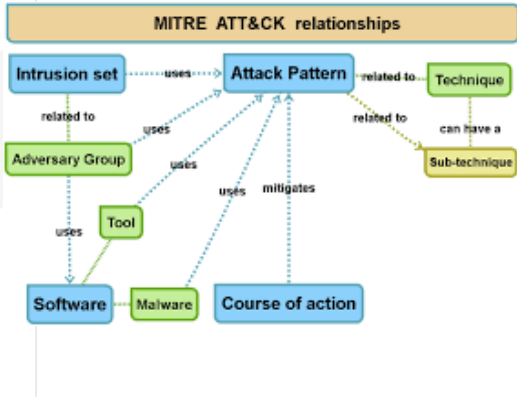 MITRE ATT&CK relationships
Intrusion set
uses
Attack Pattern
related to
Technique
related to
uses
related to
can have a
Adversary Group
uses
Sub-technique
uses
mitigates
Tool
uses
Software
Malware
Course of action